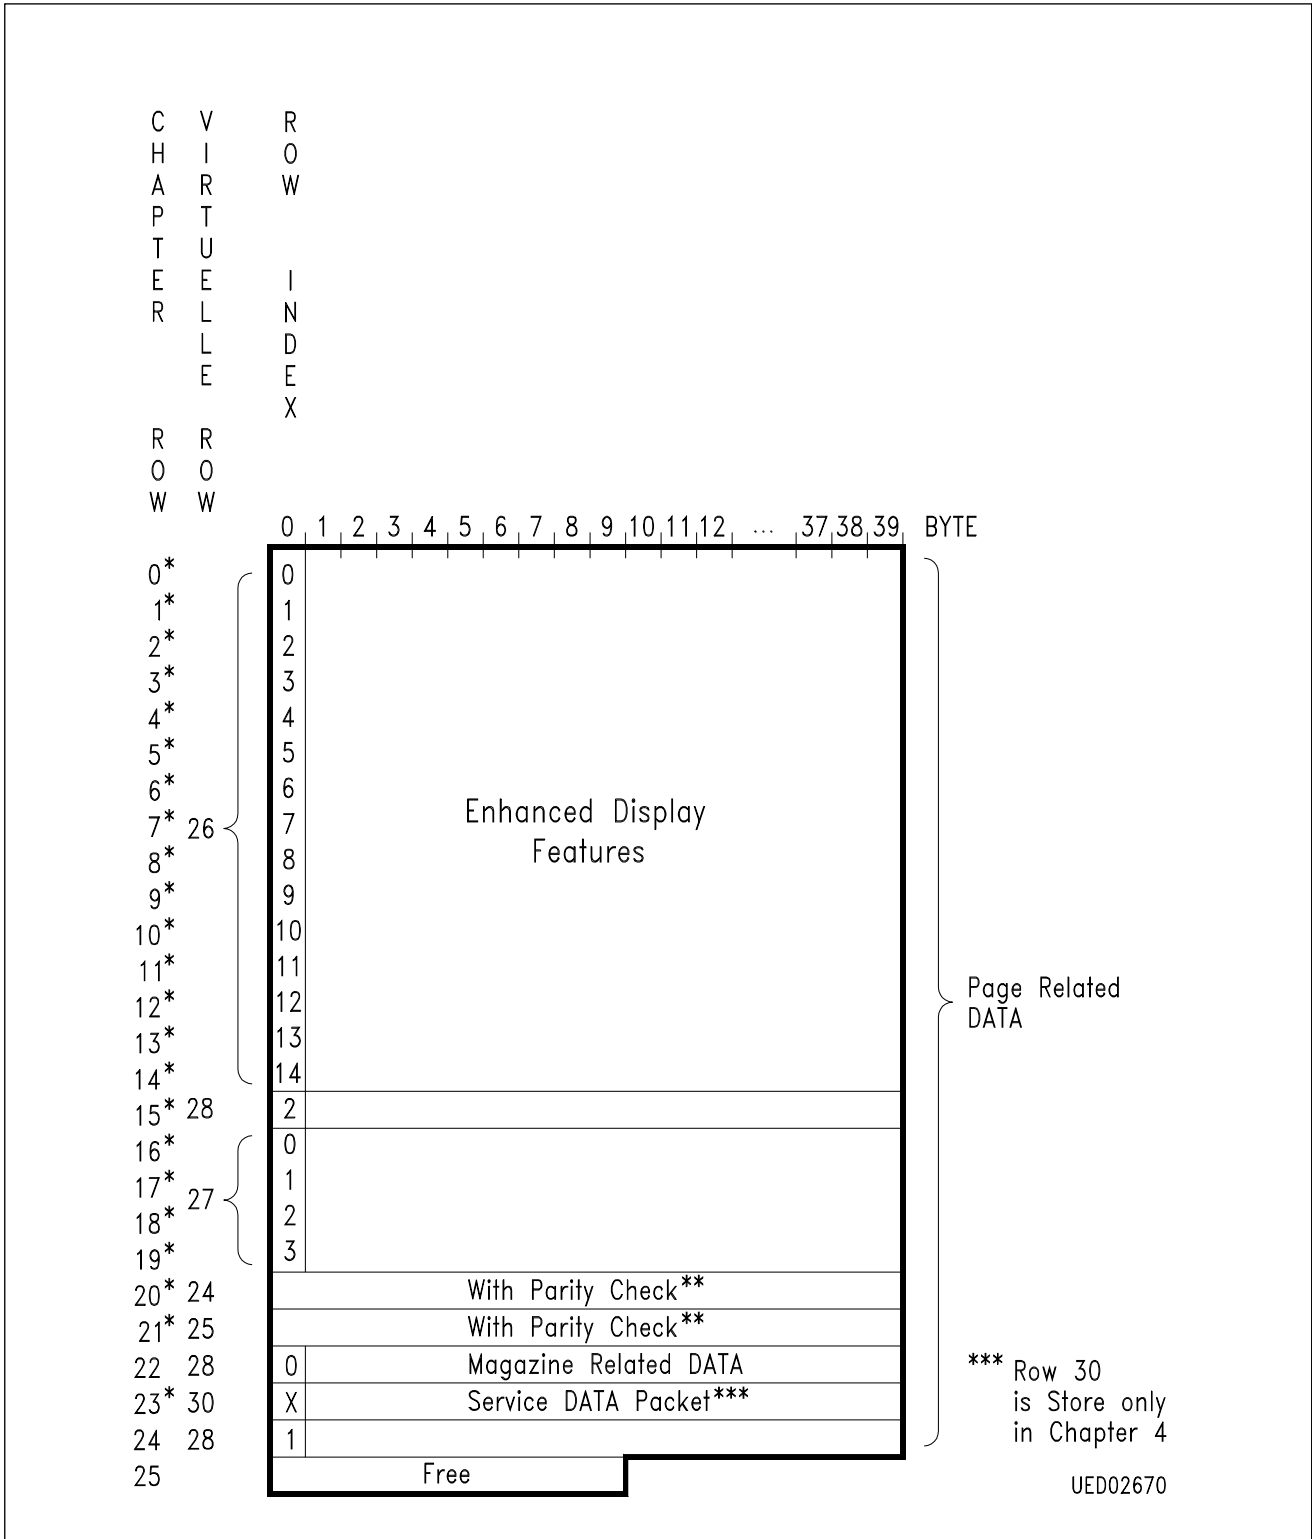 CHAPTER ROW
VIRTUELLE ROW
ROW INDEX
0 1 2 3 4 5 6 7 8 9 10 11 12 ... 37 38 39 BYTE
0* 0
1* 1
2* 2
3* 3
4* 4
5* 5
6* 6
7* 26 7
8* 8
9* 9
10* 10
11* 11
12* 12
13* 13
14* 14
Enhanced Display
Features
Page Related
DATA
15* 28 2
16* 0
17* 1
27
18* 2
19* 3
20* 24 With Parity Check**
21* 25 With Parity Check**
22 28 0 Magazine Related DATA
23* 30 X Service DATA Packet***
24 28 1
25 Free
*** Row 30
is Store only
in Chapter 4
UED02670